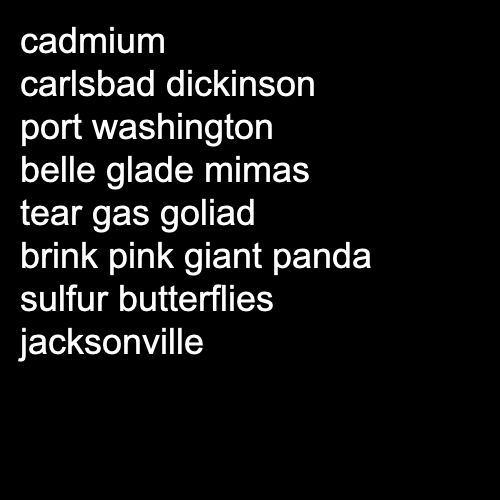 cadmium
carlsbad dickinson
port washington
belle glade mimas
tear gas goliad
brink pink giant panda
sulfur butterflies
jacksonville